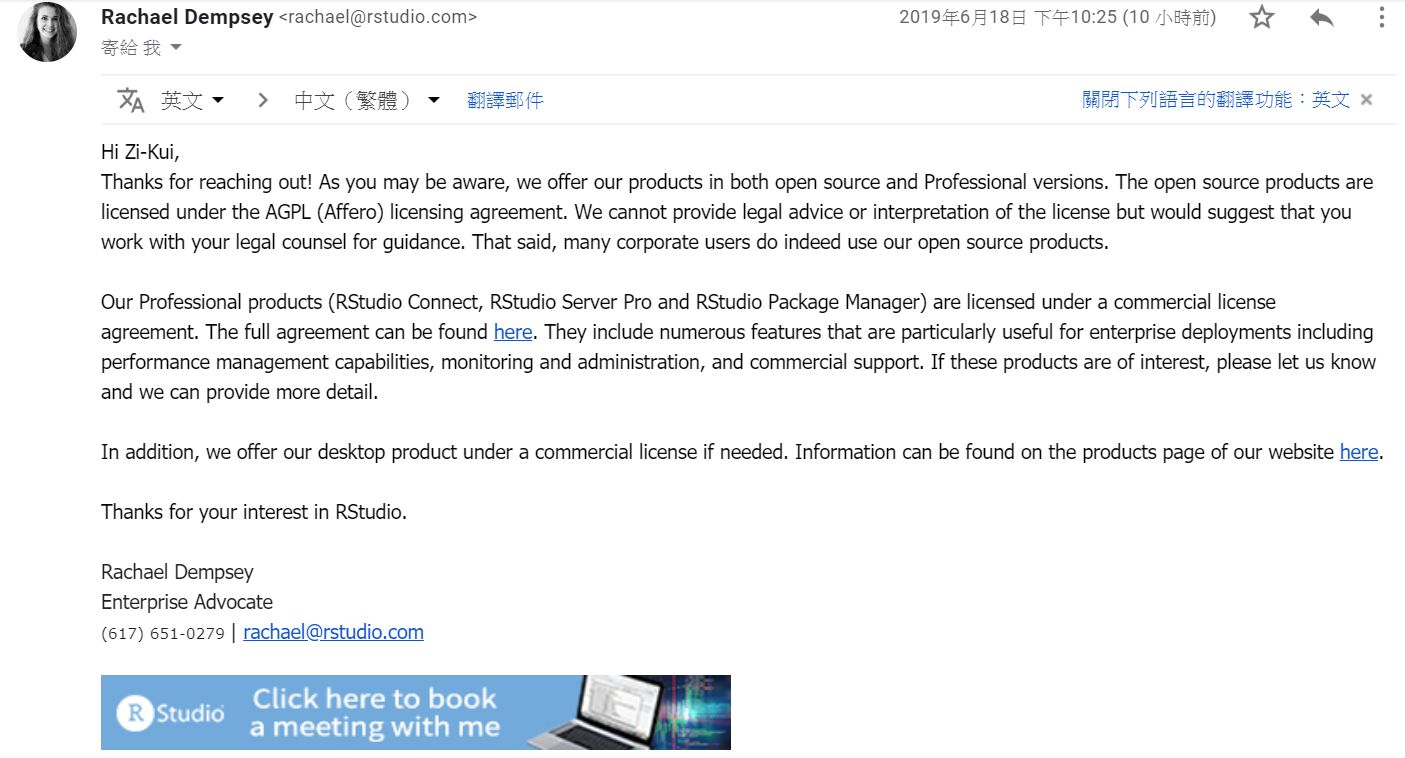 Rachael Dempsey <rachael@rstudio.com>
2019年6月18日 下午10:25 (10 小時前)
寄給 我
英文
中文（繁體）
翻譯郵件
關閉下列語言的翻譯功能：英文
Hi Zi-Kui,
Thanks for reaching out! As you may be aware, we offer our products in both open source and Professional versions. The open source products are
licensed under the AGPL (Affero) licensing agreement. We cannot provide legal advice or interpretation of the license but would suggest that you
work with your legal counsel for guidance. That said, many corporate users do indeed use our open source products.
Our Professional products (RStudio Connect, RStudio Server Pro and RStudio Package Manager) are licensed under a commercial license
agreement. The full agreement can be found here. They include numerous features that are particularly useful for enterprise deployments including
performance management capabilities, monitoring and administration, and commercial support. If these products are of interest, please let us know
and we can provide more detail.
In addition, we offer our desktop product under a commercial license if needed. Information can be found on the products page of our website here.
Thanks for your interest in RStudio.
Rachael Dempsey
Enterprise Advocate
(617) 651-0279 | rachael@rstudio.com
R Studio
Click here to book
a meeting with me